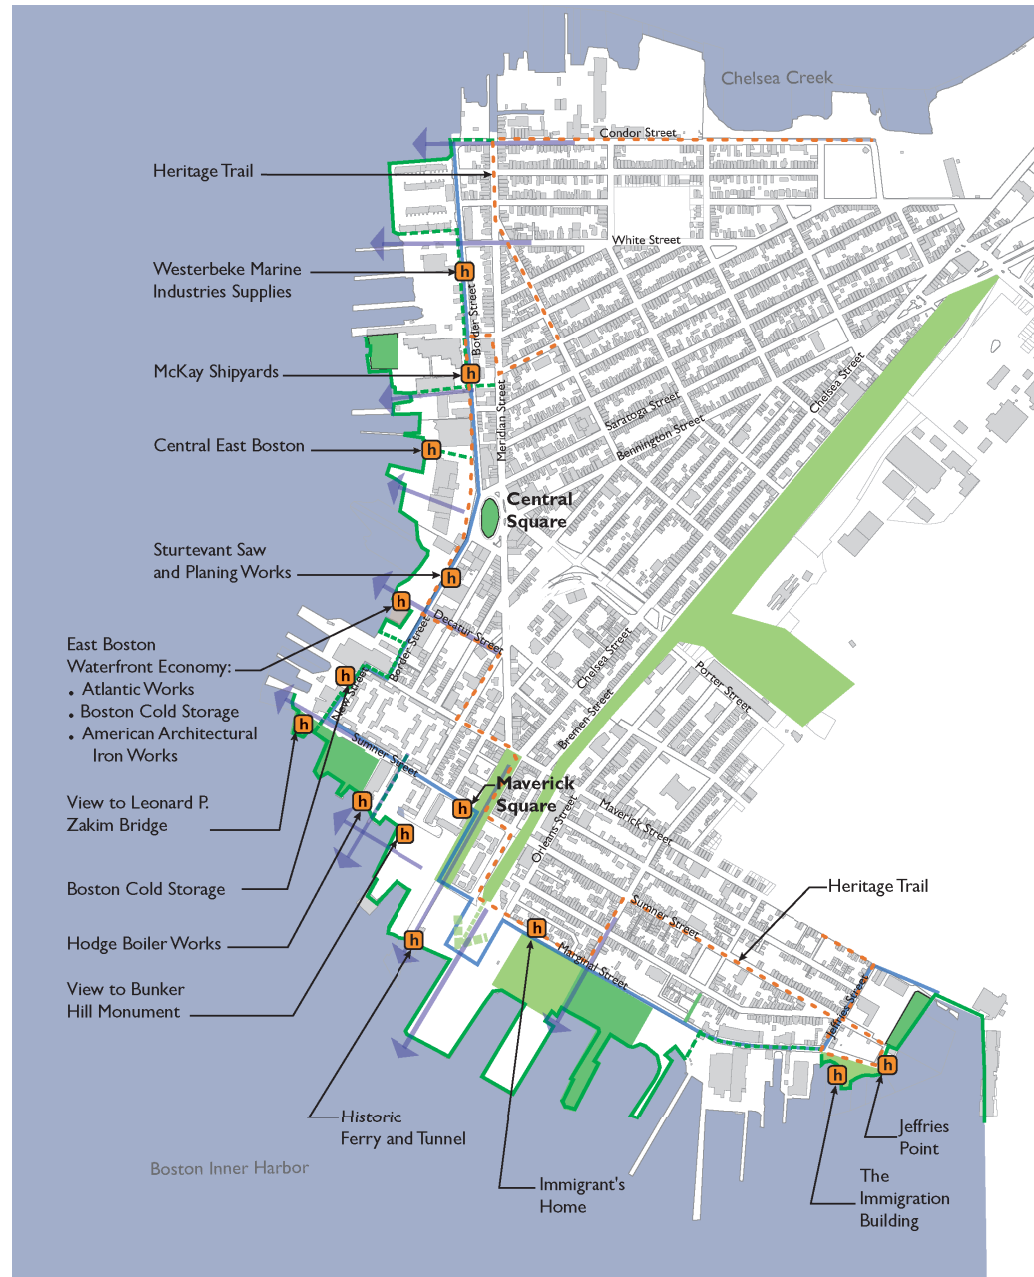 Chelsea Creek
Condor Street
Heritage Trail
White Street
Westerbeke Marine
Industries Supplies
Border Street
McKay Shipyards
Meridian Street
Chelsea Street
Saratoga Street
Bennington Street
Central East Boston
Central
Square
Sturtevant Saw
and Planing Works
Decatur Street
Border Street
Chelsea Street
East Boston
Waterfront Economy:
• Atlantic Works
• Boston Cold Storage
• American Architectural
Iron Works
New Street
Porter Street
Bremen Street
Sumner Street
Maverick
Square
View to Leonard P.
Zakim Bridge
Orleans Street
Maverick Street
Boston Cold Storage
Heritage Trail
Sumner Street
Hodge Boiler Works
Marginal Street
View to Bunker
Hill Monument
Jeffries Street
Historic
Ferry and Tunnel
Jeffries
Point
Boston Inner Harbor
Immigrant's
Home
The
Immigration
Building
h
h
h
h
h
h
h
h
h
h
h
h
h
h